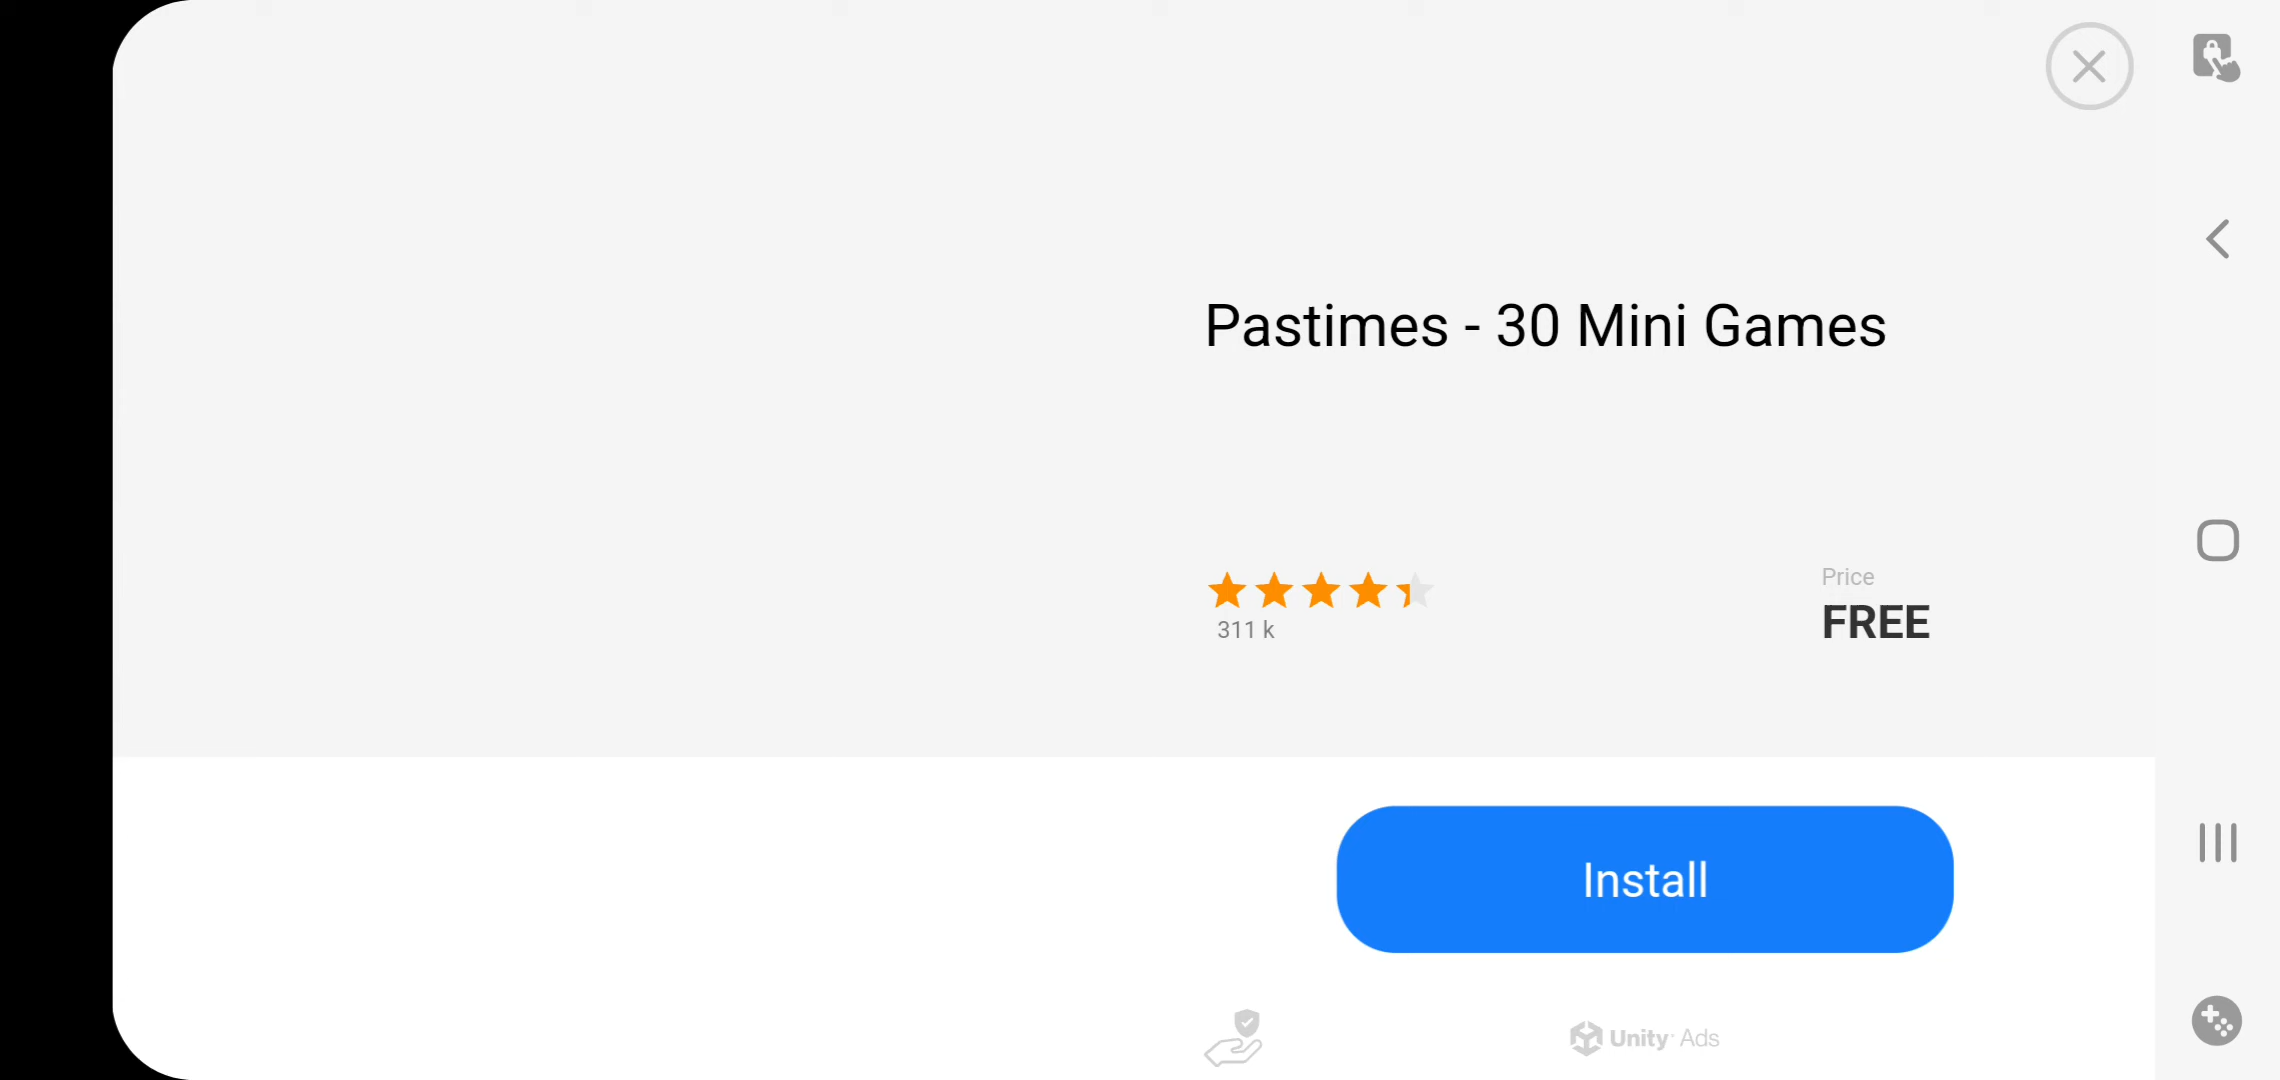 Pastimes - 30 Mini Games
311 k
Price
FREE
Install
Unity Ads